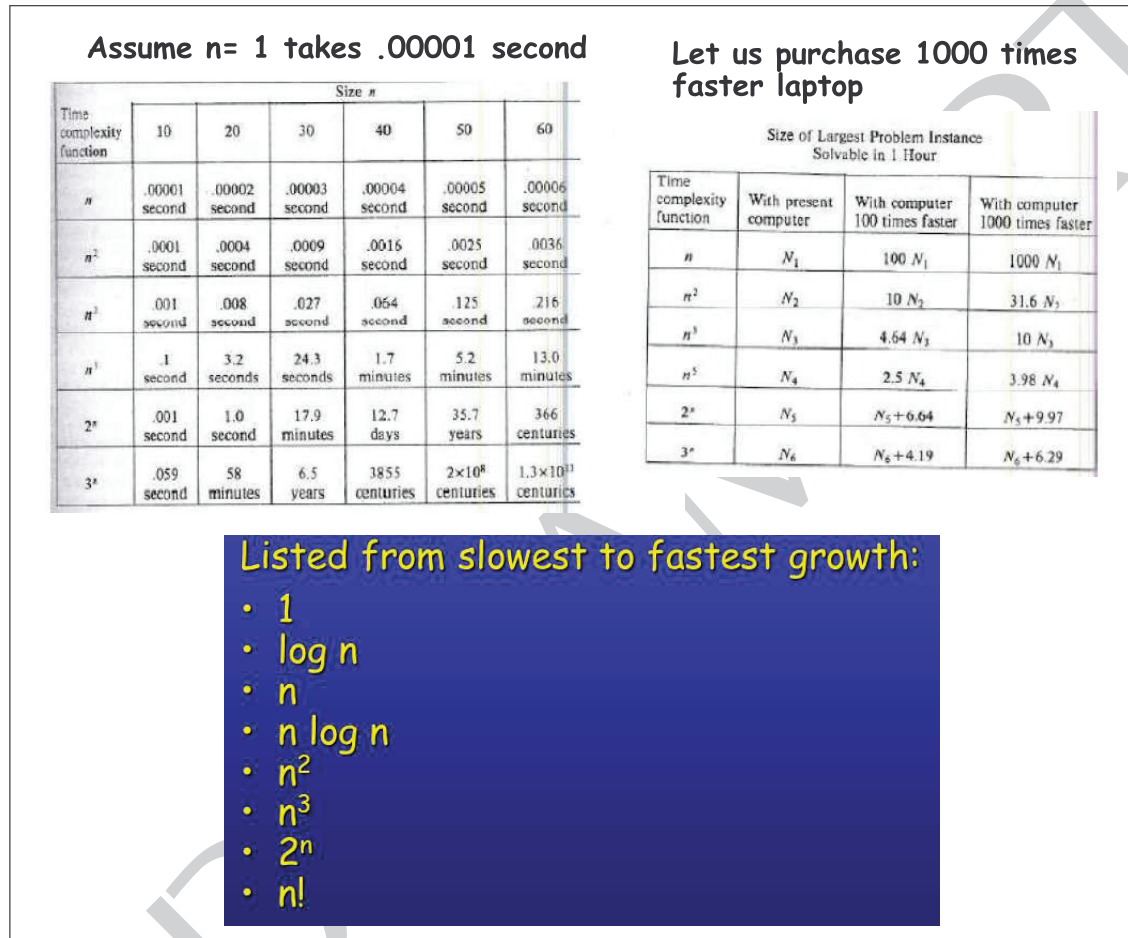 Assume n= 1 takes .00001 second
Size n
Time complexity function 10 20 30 40 50 60
n .00001 second .00002 second .00003 second .00004 second .00005 second .00006 second
n² .0001 second .0004 second .0009 second .0016 second .0025 second .0036 second
n³ .001 second .008 second .027 second .064 second .125 second .216 second
.1 second 3.2 seconds 24.3 seconds 1.7 minutes 5.2 minutes 13.0 minutes
2ⁿ .001 second 1.0 second 17.9 minutes 12.7 days 35.7 years 366 centuries
3ⁿ .059 second 58 minutes 6.5 years 3855 centuries 2×10⁸ centuries 1.3×10¹³ centuries
Let us purchase 1000 times
faster laptop
Size of Largest Problem Instance
Solvable in 1 Hour
Time complexity function With present computer With computer 100 times faster With computer 1000 times faster
n N₁ 100 N₁ 1000 N₁
n² N₂ 10 N₂ 31.6 N₂
n³ N₃ 4.64 N₃ 10 N₃
n⁵ N₄ 2.5 N₄ 3.98 N₄
2ⁿ N₅ N₅+6.64 N₅+9.97
3ⁿ N₆ N₆+4.19 N₆+6.29
Listed from slowest to fastest growth:
• 1
• log n
• n
• n log n
• n²
• n³
• 2ⁿ
• n!